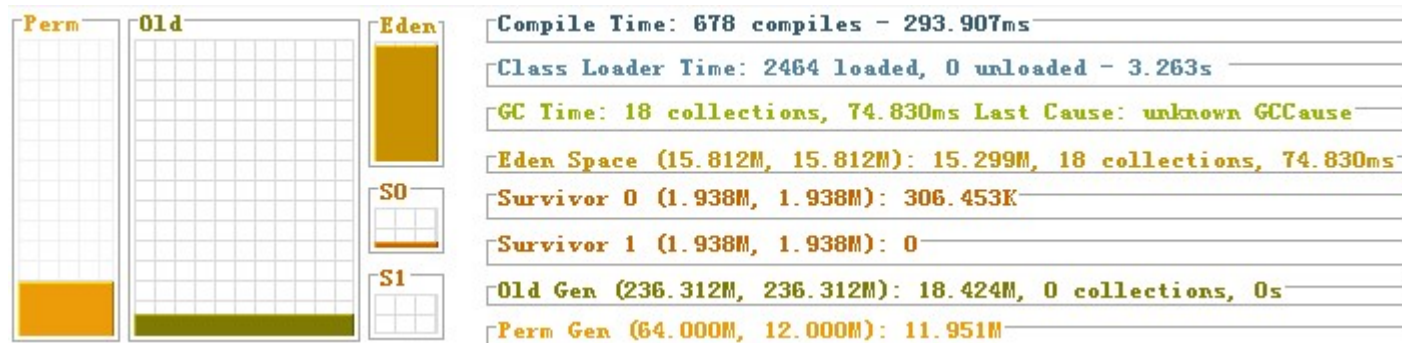 Perm
Old
Eden
S0
S1
Compile Time: 678 compiles - 293.907ms
Class Loader Time: 2464 loaded, 0 unloaded - 3.263s
GC Time: 18 collections, 74.830ms Last Cause: unknown GCCause
Eden Space (15.812M, 15.812M): 15.299M, 18 collections, 74.830ms
Survivor 0 (1.938M, 1.938M): 306.453K
Survivor 1 (1.938M, 1.938M): 0
Old Gen (236.312M, 236.312M): 18.424M, 0 collections, 0s
Perm Gen (64.000M, 12.000M): 11.951M